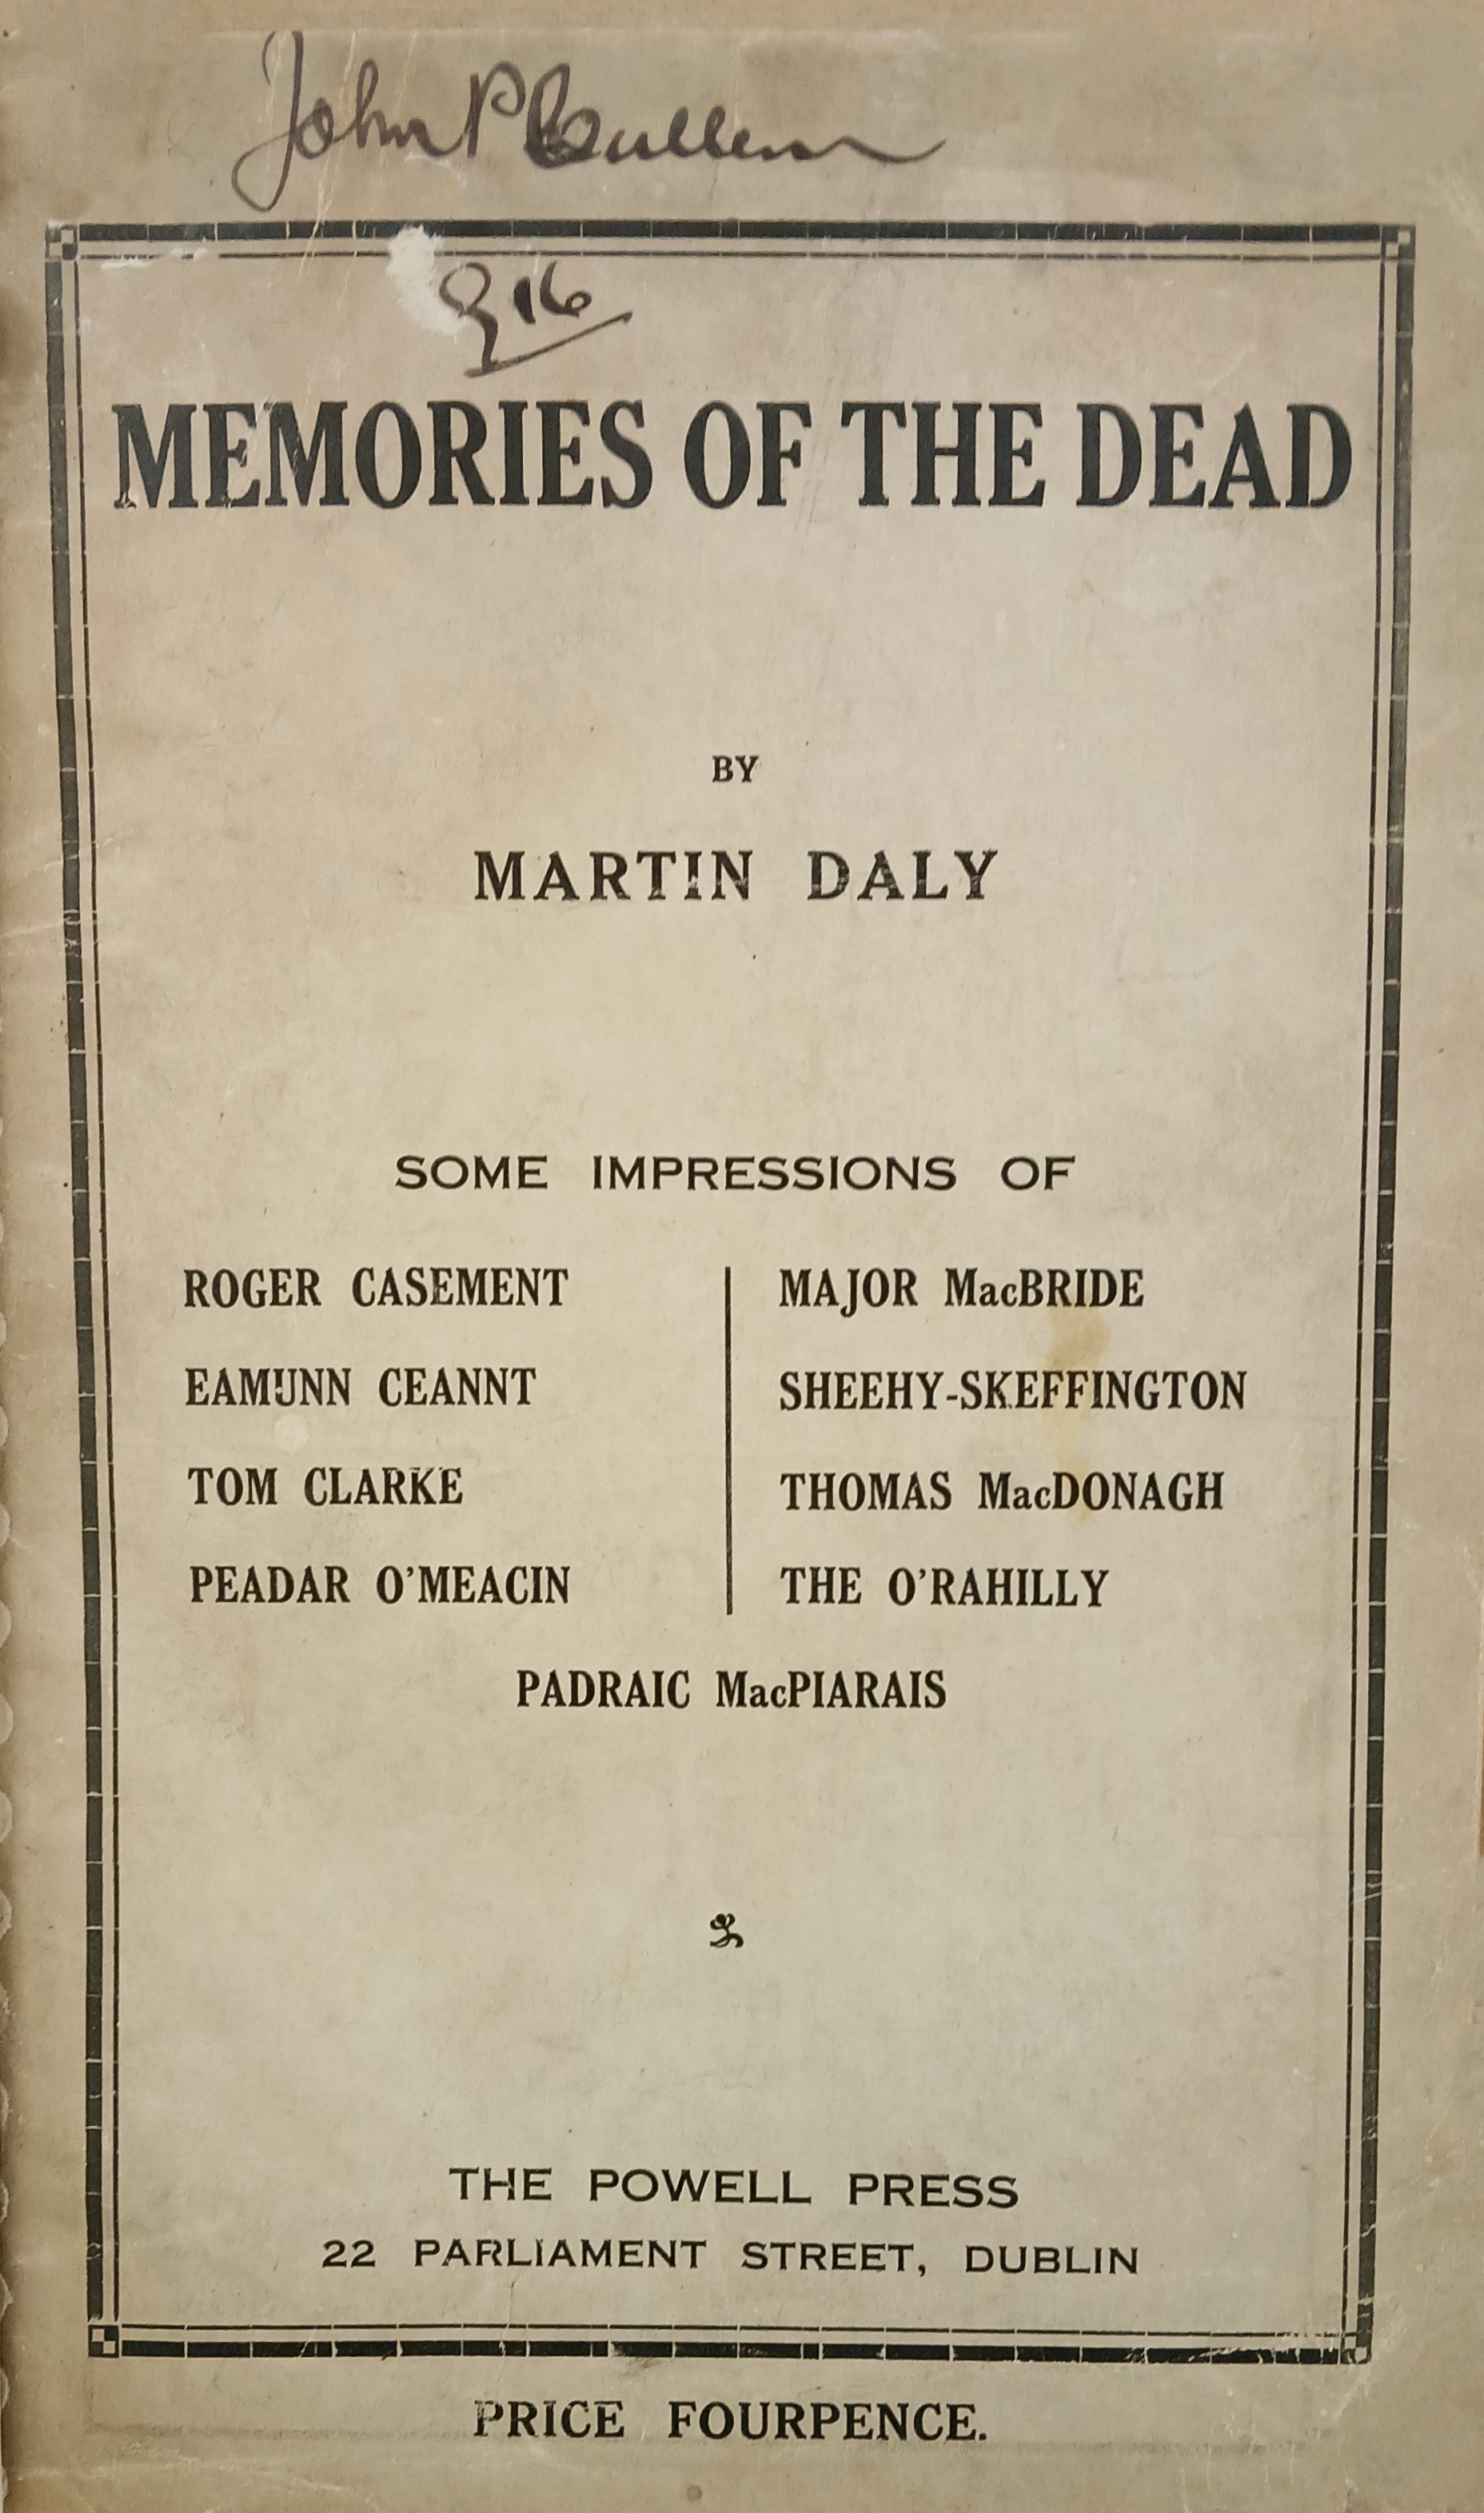 John P Cullen
916
MEMORIES OF THE DEAD
BY
MARTIN DALY
SOME IMPRESSIONS OF
ROGER CASEMENT
EAMUNN CEANNT
TOM CLARKE
PEADAR O'MEACIN
MAJOR MacBRIDE
SHEEHY-SKEFFINGTON
THOMAS MacDONAGH
THE O'RAHILLY
PADRAIC MacPIARAIS
THE POWELL PRESS
22 PARLIAMENT STREET, DUBLIN
PRICE FOURPENCE.